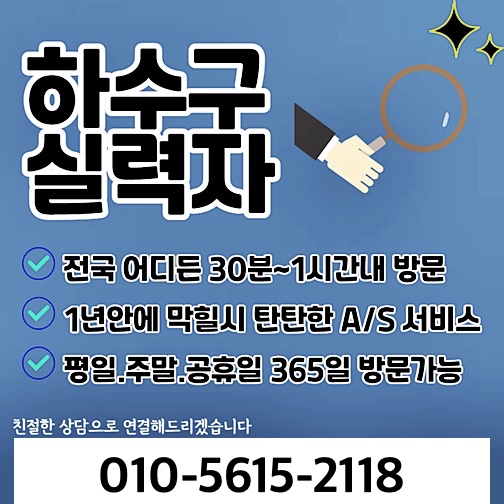 하수구
실력자
전국 어디든 30분~1시간내 방문
1년안에 막힐시 탄탄한 A/S 서비스
평일.주말.공휴일 365일 방문가능
친절한 상담으로 연결해드리겠습니다
010-5615-2118